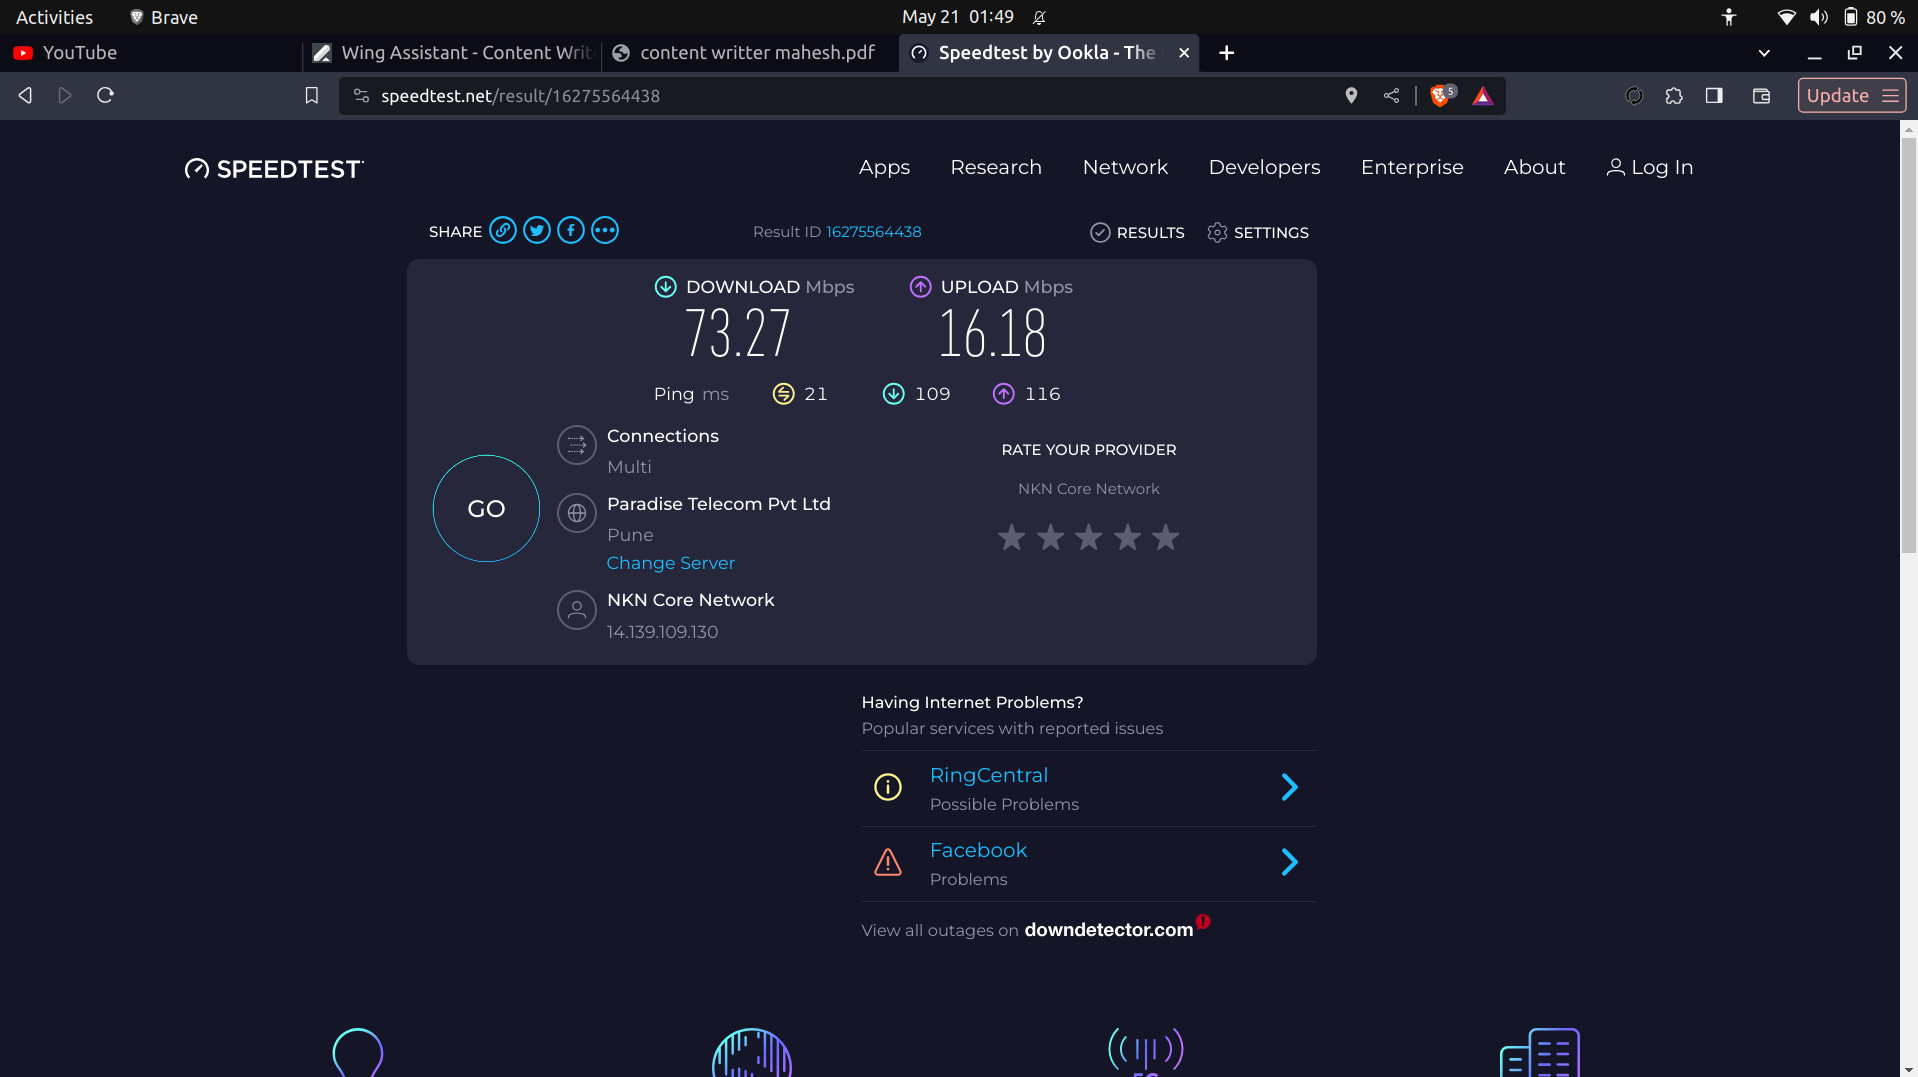 Activities Brave May 21 01:49 80 %
YouTube Wing Assistant - Content Writ content writter mahesh.pdf Speedtest by Ookla - The
speedtest.net/result/16275564438 5 Update
SPEEDTEST Apps Research Network Developers Enterprise About Log In
SHARE Result ID 16275564438 RESULTS SETTINGS
DOWNLOAD Mbps UPLOAD Mbps
73.27 16.18
Ping ms 21 109 116
Connections
Multi
RATE YOUR PROVIDER
NKN Core Network
GO
Paradise Telecom Pvt Ltd
Pune
Change Server
NKN Core Network
14.139.109.130
Having Internet Problems?
Popular services with reported issues
RingCentral
Possible Problems
Facebook
Problems
View all outages on downdetector.com